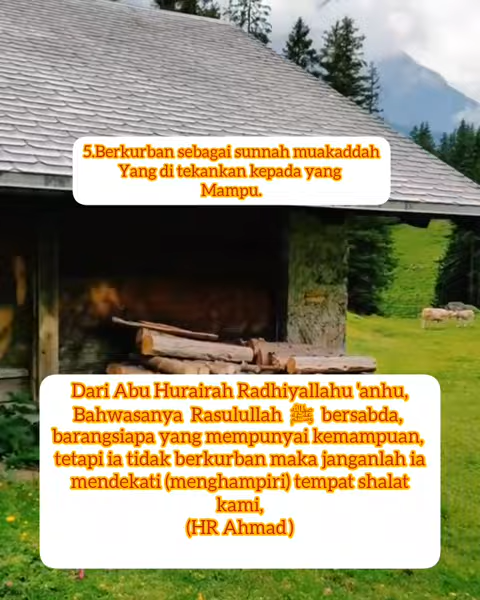 5.Berkurban sebagai sunnah muakaddah
Yang di tekankan kepada yang
Mampu.
Dari Abu Hurairah Radhiyallahu 'anhu,
Bahwasanya Rasulullah ﷺ bersabda,
barangsiapa yang mempunyai kemampuan,
tetapi ia tidak berkurban maka janganlah ia
mendekati (menghampiri) tempat shalat
kami,
(HR Ahmad)